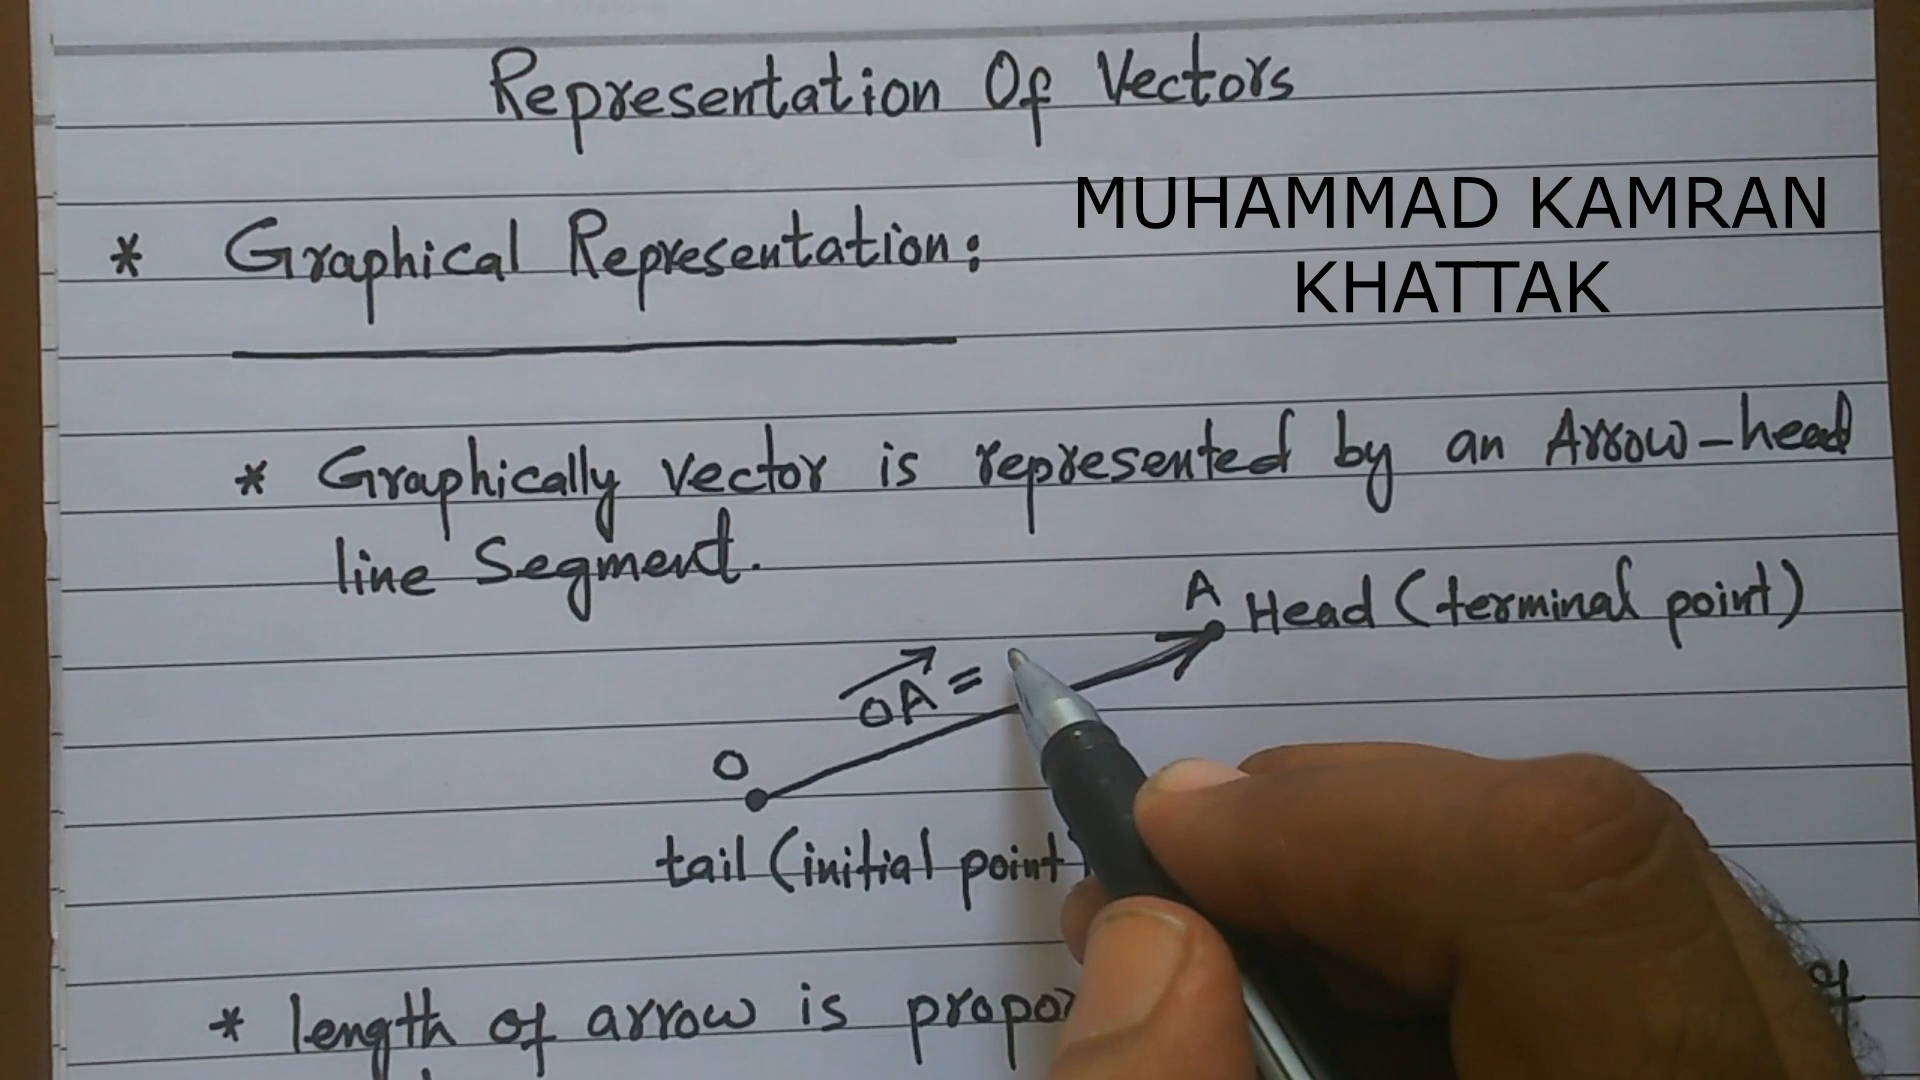 Representation Of Vectors
MUHAMMAD KAMRAN
KHATTAK
* Graphical Representation:
* Graphically vector is represented by an Arrow-head
line Segment.
A Head (terminal point)
OA =
O
tail (initial point)
* length of arrow is of